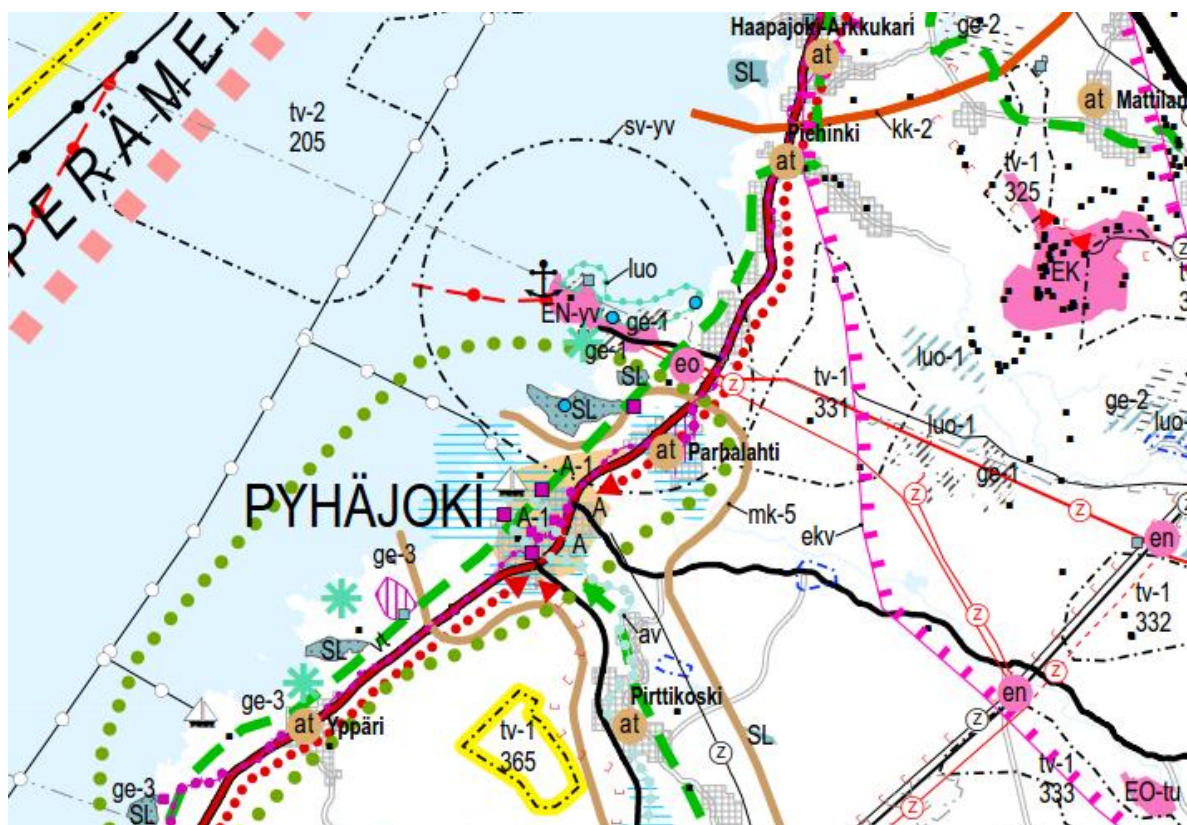 Haapajoki-Arkkukari
ge-2
at
SL
PERÄMEI
tv-2
205
sv-yv
at
Mattilan
kk-2
Piehinki
at
tv-1
325
luo
EK
EN-yv
ge-1
ge-1
luo-1
eo
SL
tv-1
331
SL
ge-2
luo-1
luo-
z
at
Parhalahti
ge-1
A-1
z
PYHÄJOKI
mk-5
z
A-1
A
A
ekv
en
ge-3
tv-1
332
av
SL
vt
z
Pirttikoski
en
ge-3
at
Yppäri
at
z
tv-1
365
z
SL
tv-1
333
ge-3
EO-tu
SL
z